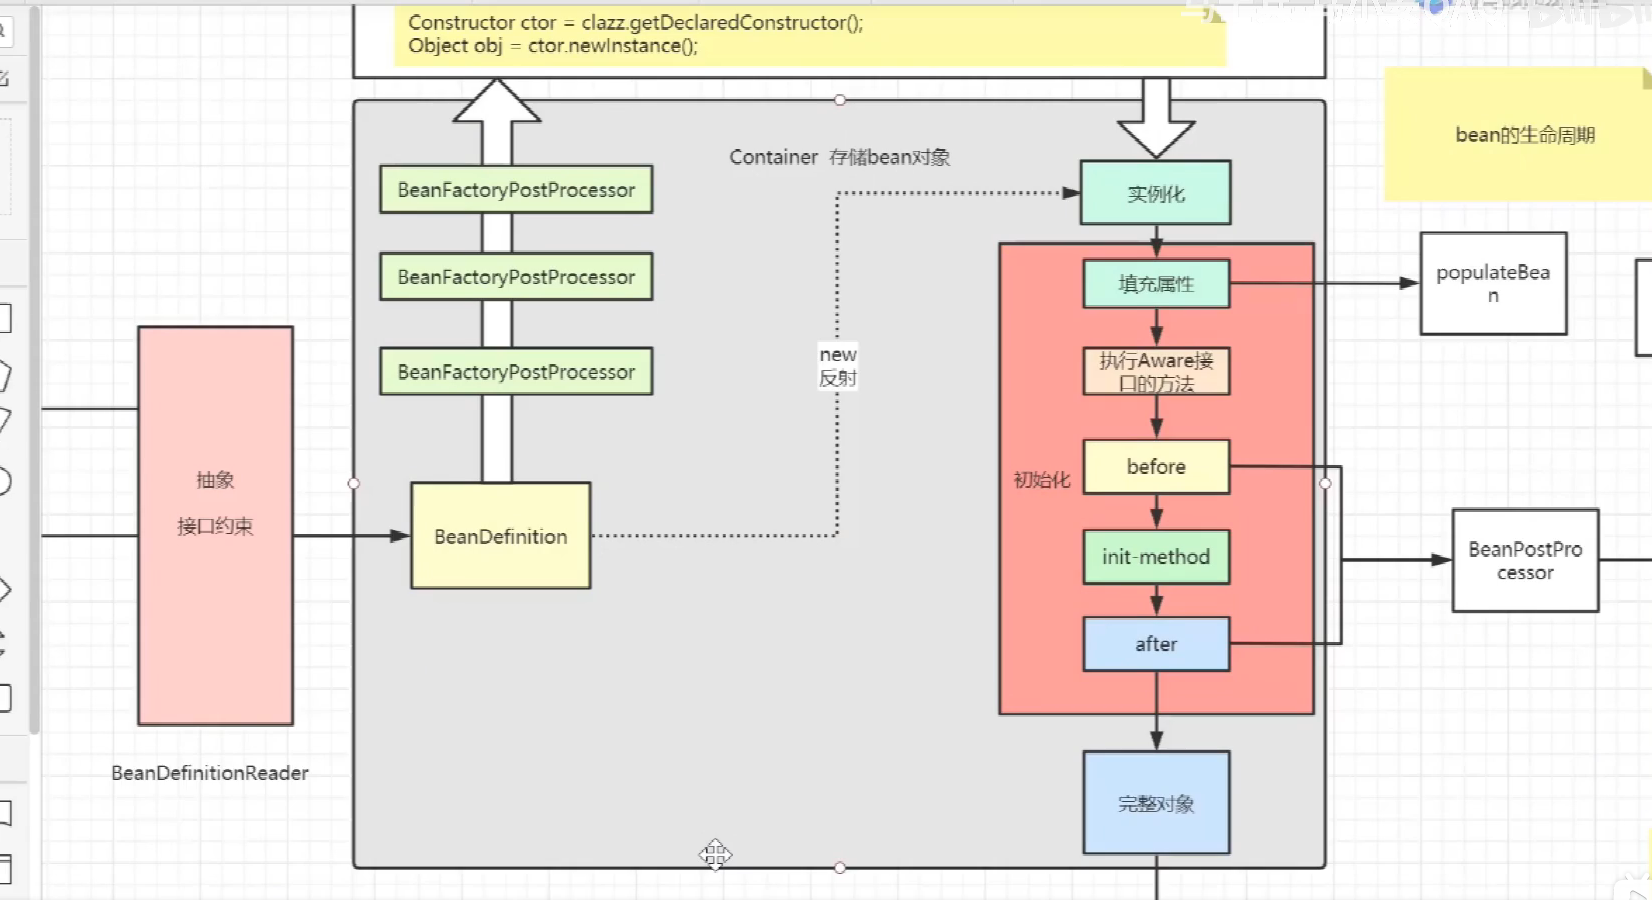 Constructor ctor = clazz.getDeclaredConstructor();
Object obj = ctor.newInstance();
bean的生命周期
Container 存储bean对象
BeanFactoryPostProcessor
BeanFactoryPostProcessor
BeanFactoryPostProcessor
new
反射
实例化
填充属性
populateBea
n
执行Aware接
口的方法
before
初始化
init-method
after
BeanPostPro
cessor
抽象
接口约束
BeanDefinition
BeanDefinitionReader
完整对象